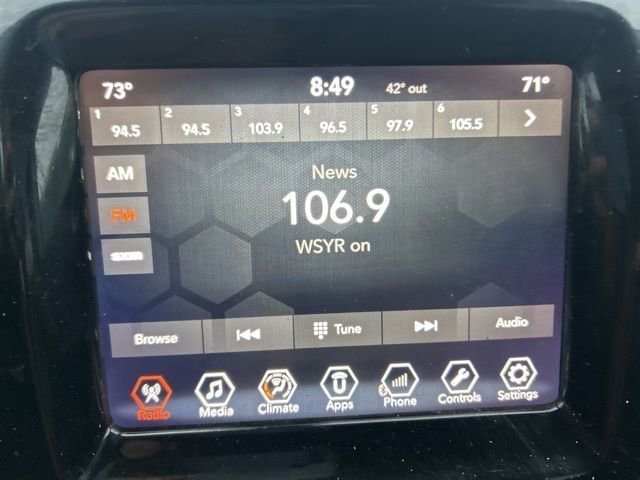 73° 8:49 42° out 71°
1 94.5 2 94.5 3 103.9 4 96.5 5 97.9 6 105.5
AM
News
FM
106.9
sxm
WSYR on
Browse Tune Audio
Radio Media Climate Apps Phone Controls Settings